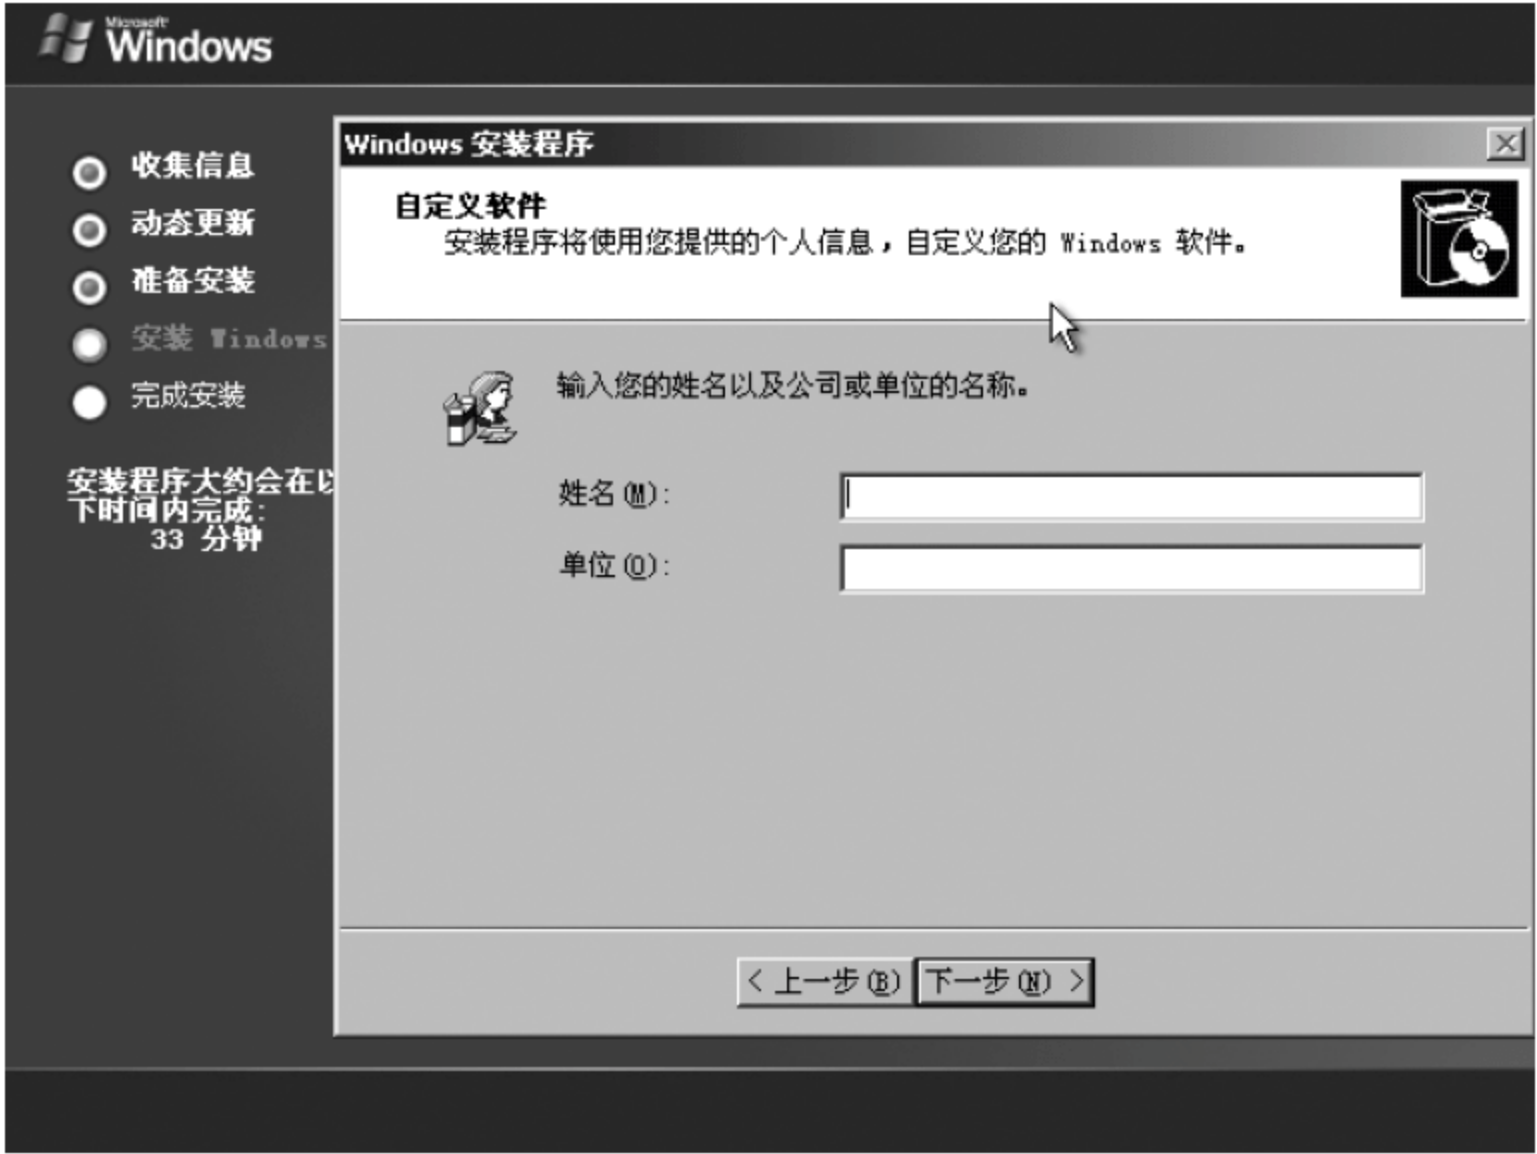 Microsoft
Windows
收集信息
动态更新
准备安装
安装 Windows
完成安装
安装程序大约会在以
下时间内完成:
33 分钟
Windows 安装程序
自定义软件
安装程序将使用您提供的个人信息，自定义您的 Windows 软件。
输入您的姓名以及公司或单位的名称。
姓名(M):
单位(O):
< 上一步(B)
下一步(N) >